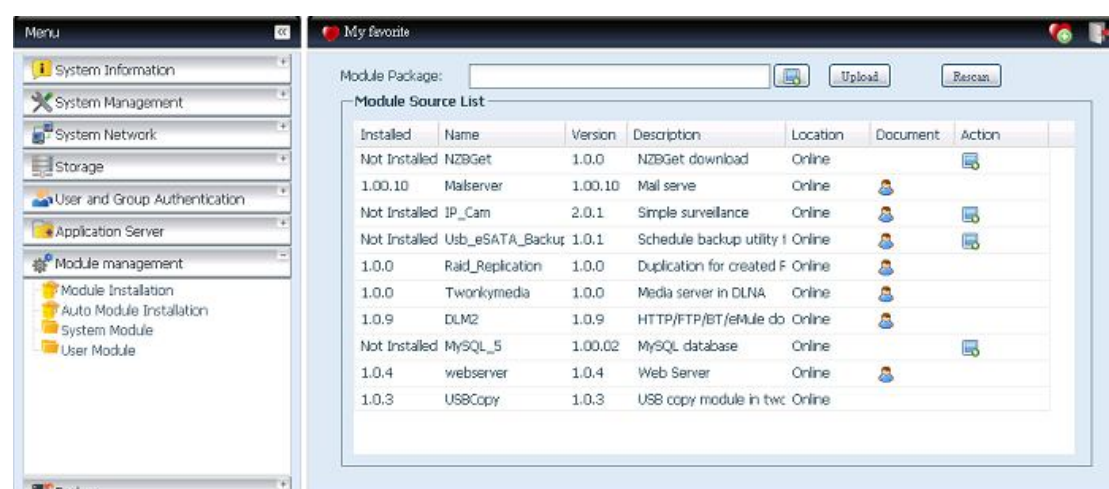 Menu
My favorite
System Information
System Management
System Network
Storage
User and Group Authentication
Application Server
Module management
Module Installation
Auto Module Installation
System Module
User Module
Module Package:
Upload
Rescan
Module Source List
Installed Name Version Description Location Document Action
Not Installed NZBGet 1.0.0 NZBGet download Online
1.00.10 Mailserver 1.00.10 Mail serve Online
Not Installed IP_Cam 2.0.1 Simple surveillance Online
Not Installed Usb_eSATA_Backup 1.0.1 Schedule backup utility Online
1.0.0 Raid_Replication 1.0.0 Duplication for created Online
1.0.0 Twonkymedia 1.0.0 Media server in DLNA Online
1.0.9 DLM2 1.0.9 HTTP/FTP/BT/eMule do Online
Not Installed MySQL_5 1.00.02 MySQL database Online
1.0.4 webserver 1.0.4 Web Server Online
1.0.3 USBCopy 1.0.3 USB copy module in Online